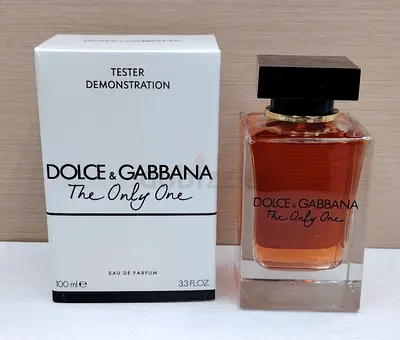 TESTER
DEMONSTRATION
DOLCE & GABBANA
The Only One
EAU DE PARFUM
100 ml e 3.3 FL.OZ.
DOLCE & GABBANA
The Only One